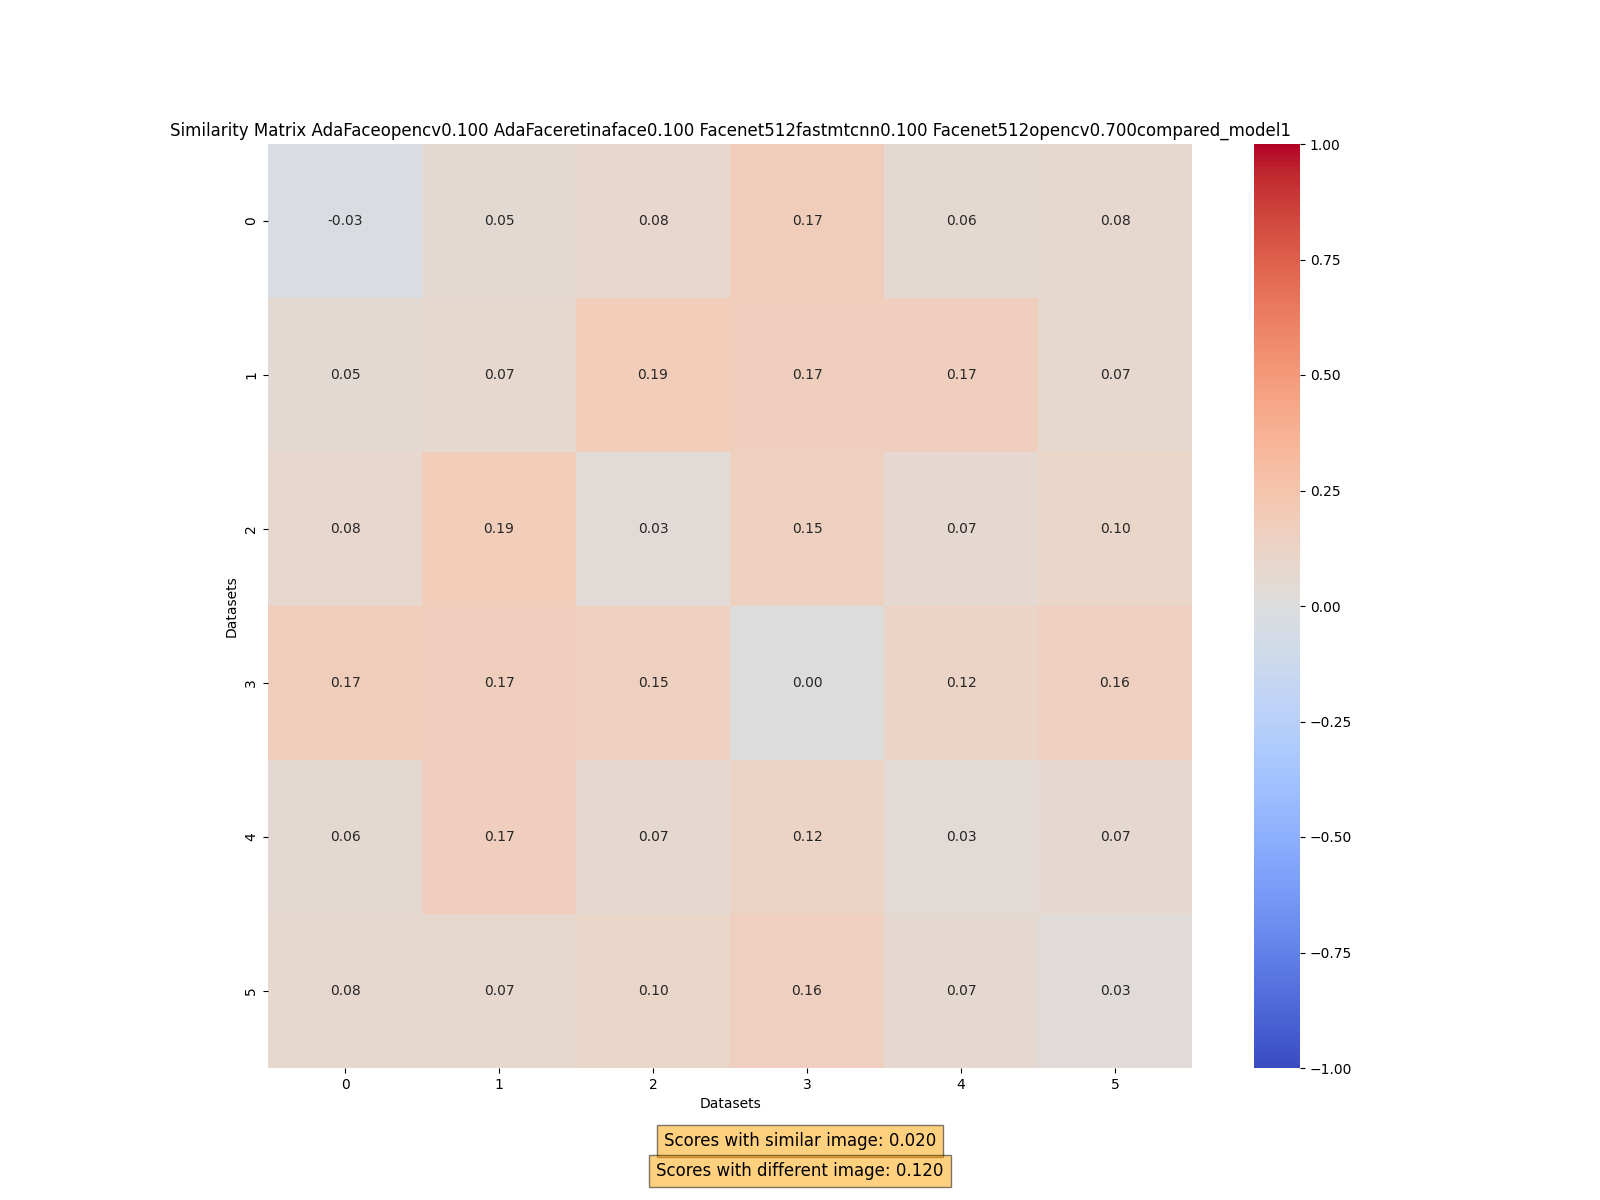 Similarity Matrix AdaFaceopencv0.100 AdaFaceretinaface0.100 Facenet512fastmtcnn0.100 Facenet512opencv0.700compared_model1
0 -0.03 0.05 0.08 0.17 0.06 0.08
1 0.05 0.07 0.19 0.17 0.17 0.07
2 0.08 0.19 0.03 0.15 0.07 0.10
3 0.17 0.17 0.15 0.00 0.12 0.16
4 0.06 0.17 0.07 0.12 0.03 0.07
5 0.08 0.07 0.10 0.16 0.07 0.03
Datasets
0 1 2 3 4 5
Datasets
1.00
0.75
0.50
0.25
0.00
−0.25
−0.50
−0.75
−1.00
Scores with similar image: 0.020
Scores with different image: 0.120